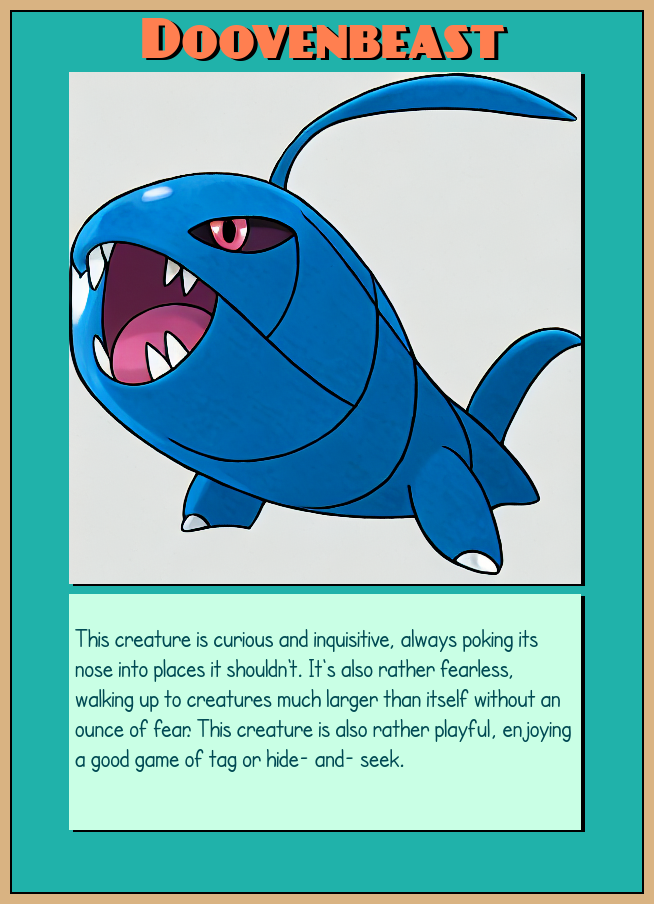 DOOVENBEAST
This creature is curious and inquisitive, always poking its
nose into places it shouldn't. It's also rather fearless,
walking up to creatures much larger than itself without an
ounce of fear. This creature is also rather playful, enjoying
a good game of tag or hide- and- seek.